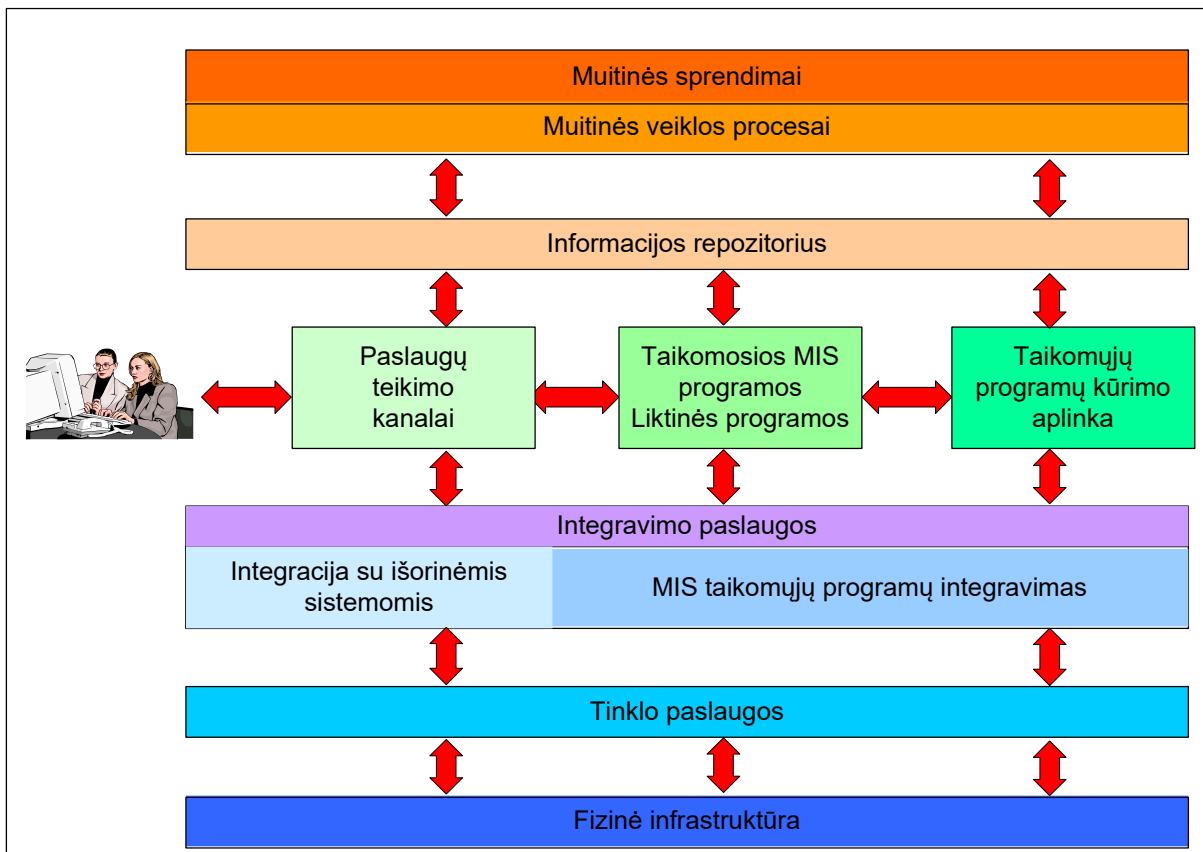 Muitinės sprendimai
Muitinės veiklos procesai
Informacijos repozitorius
Paslaugų
teikimo
kanalai
Taikomosios MIS
programos
Liktinės programos
Taikomųjų
programų kūrimo
aplinka
Integravimo paslaugos
Integracija su išorinėmis
sistemomis
MIS taikomųjų programų integravimas
Tinklo paslaugos
Fizinė infrastruktūra